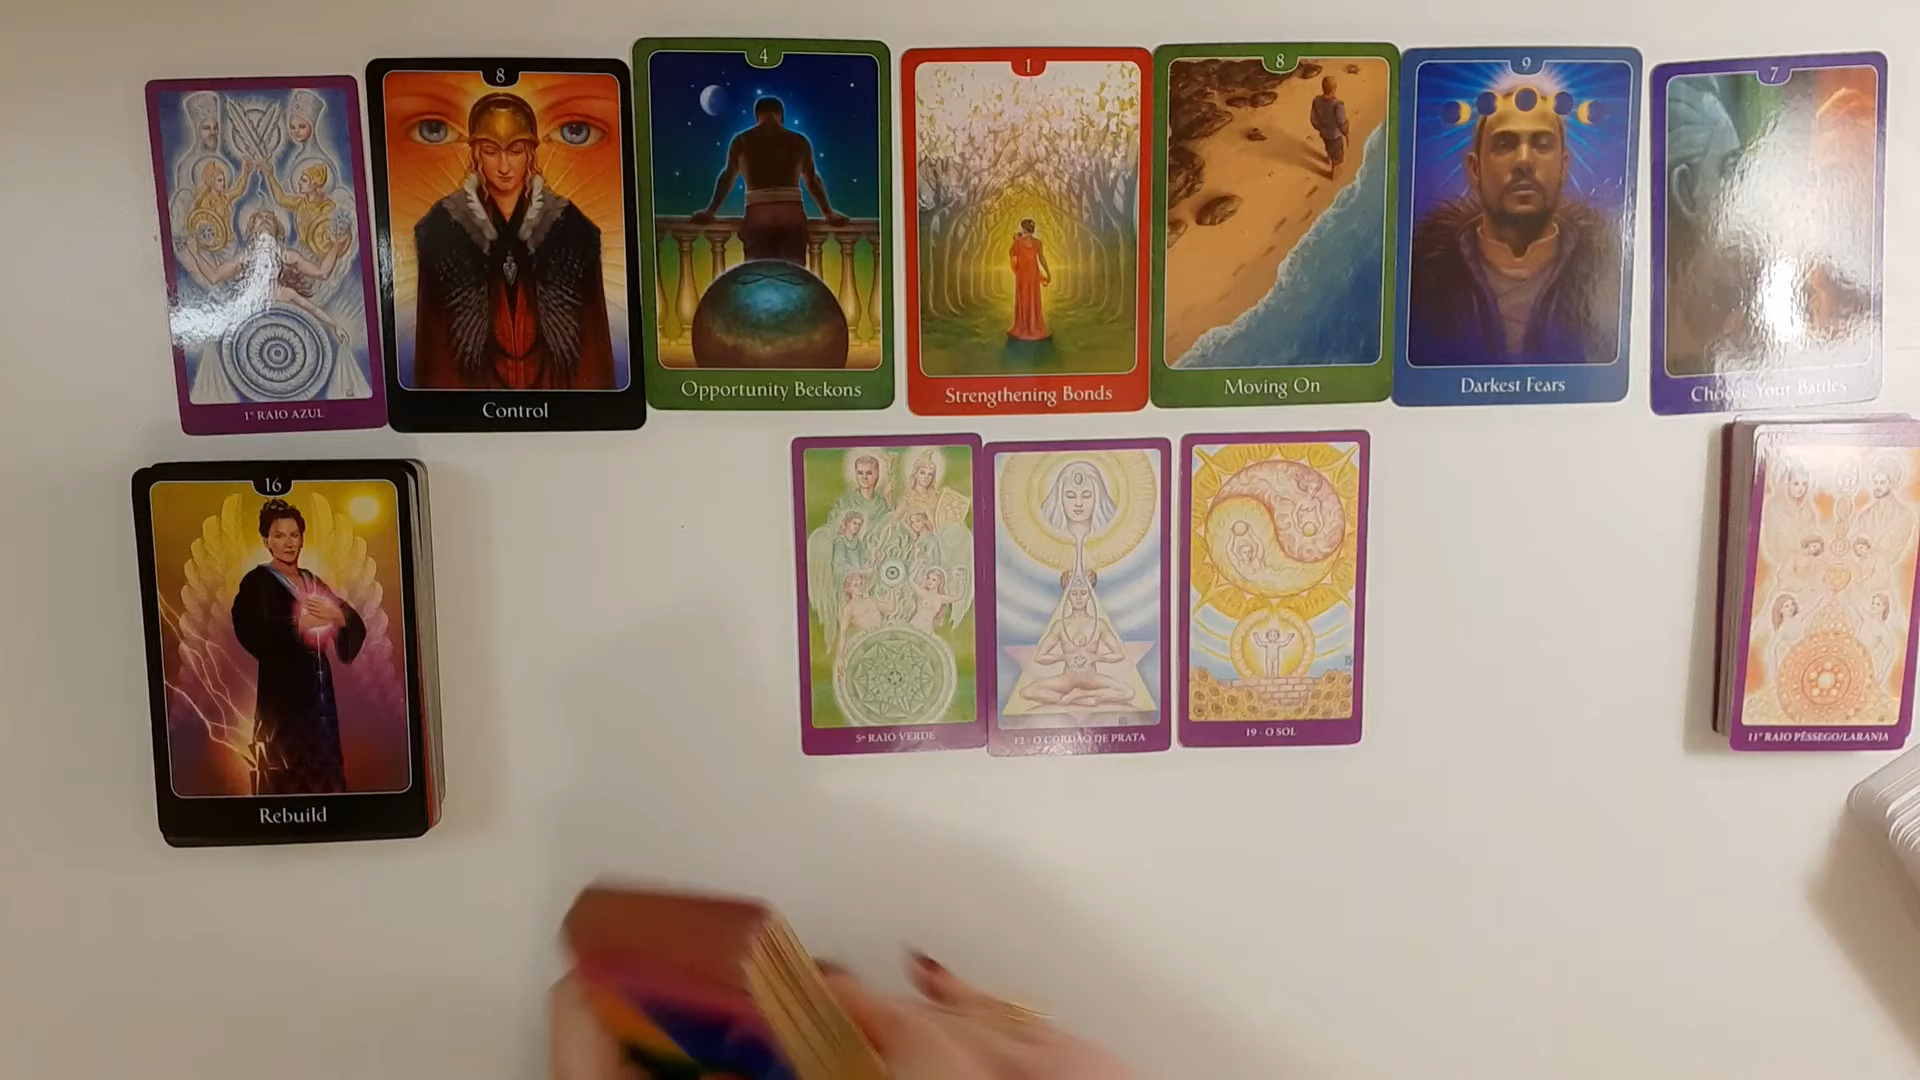 1º RAIO AZUL
8
Control
4
Opportunity Beckons
1
Strengthening Bonds
8
Moving On
9
Darkest Fears
7
Choose Your Battles
16
Rebuild
5º RAIO VERDE
12 - O CORDÃO DE PRATA
19 - O SOL
11º RAIO PÊSSEGO/LARANJA